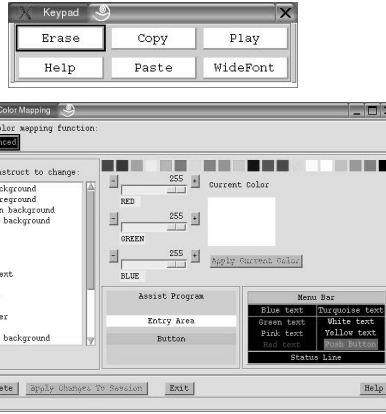 Keypad
Erase Copy Play
Help Paste WideFont
Color Mapping
olor mapping function:
nced
nstruct to change:
ckground
reground
n background
background
ext
er
background
255
RED
255
GREEN
255
BLUE
Current Color
Apply Current Color
Assist Program
Entry Area
Button
Menu Bar
Blue text Turquoise text
Green text White text
Pink text Yellow text
Red text Push Button
Status Line
ete Apply Changes To Session Exit Help